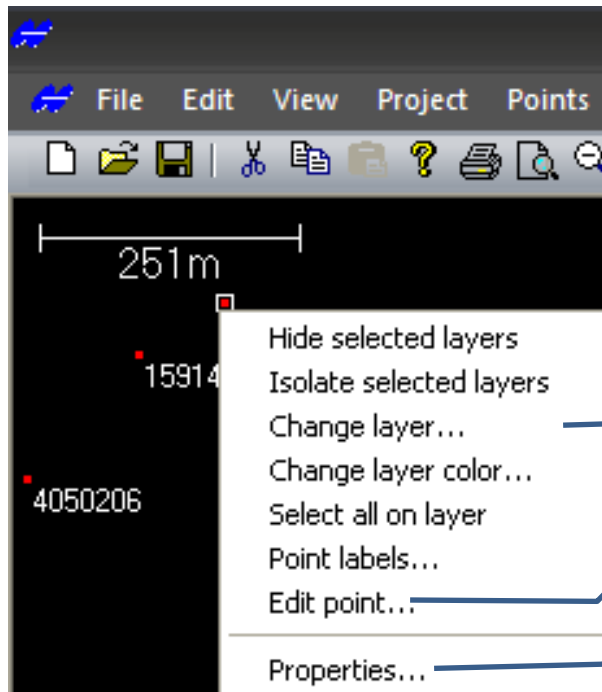 File Edit View Project Points
251m
Hide selected layers
15914
Isolate selected layers
Change layer...
Change layer color...
4050206
Select all on layer
Point labels...
Edit point...
Properties...